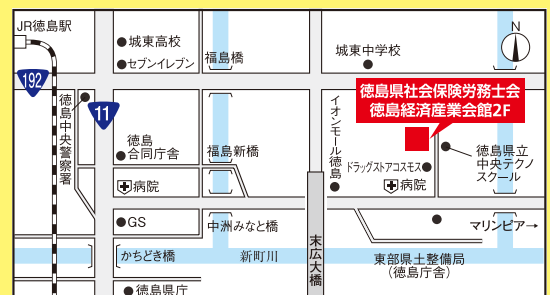 JR徳島駅
192
徳島中央警察署
11
城東高校
セブンイレブン
福島橋
城東中学校
N
徳島県社会保険労務士会
徳島経済産業会館2F
徳島
合同庁舎
福島新橋
イオンモール徳島
ドラッグストアコスモス
徳島県立
中央テクノ
スクール
病院
病院
GS
中洲みなと橋
マリンピア→
かちどき橋
新町川
末広大橋
東部県土整備局
(徳島庁舎)
徳島県庁